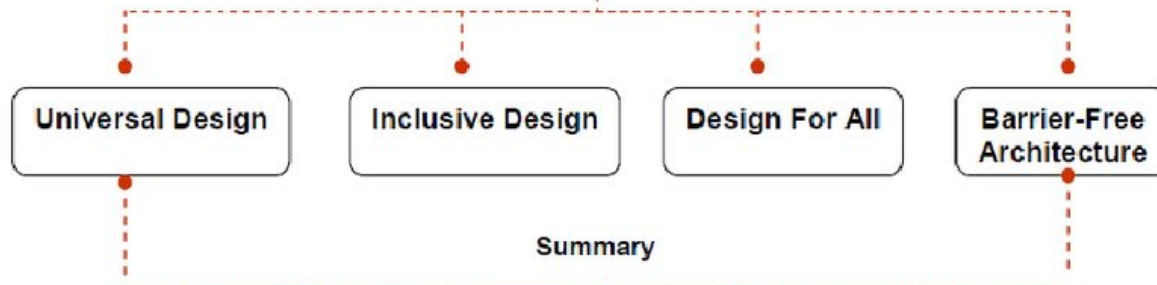 Universal Design
Inclusive Design
Design For All
Barrier-Free
Architecture
Summary